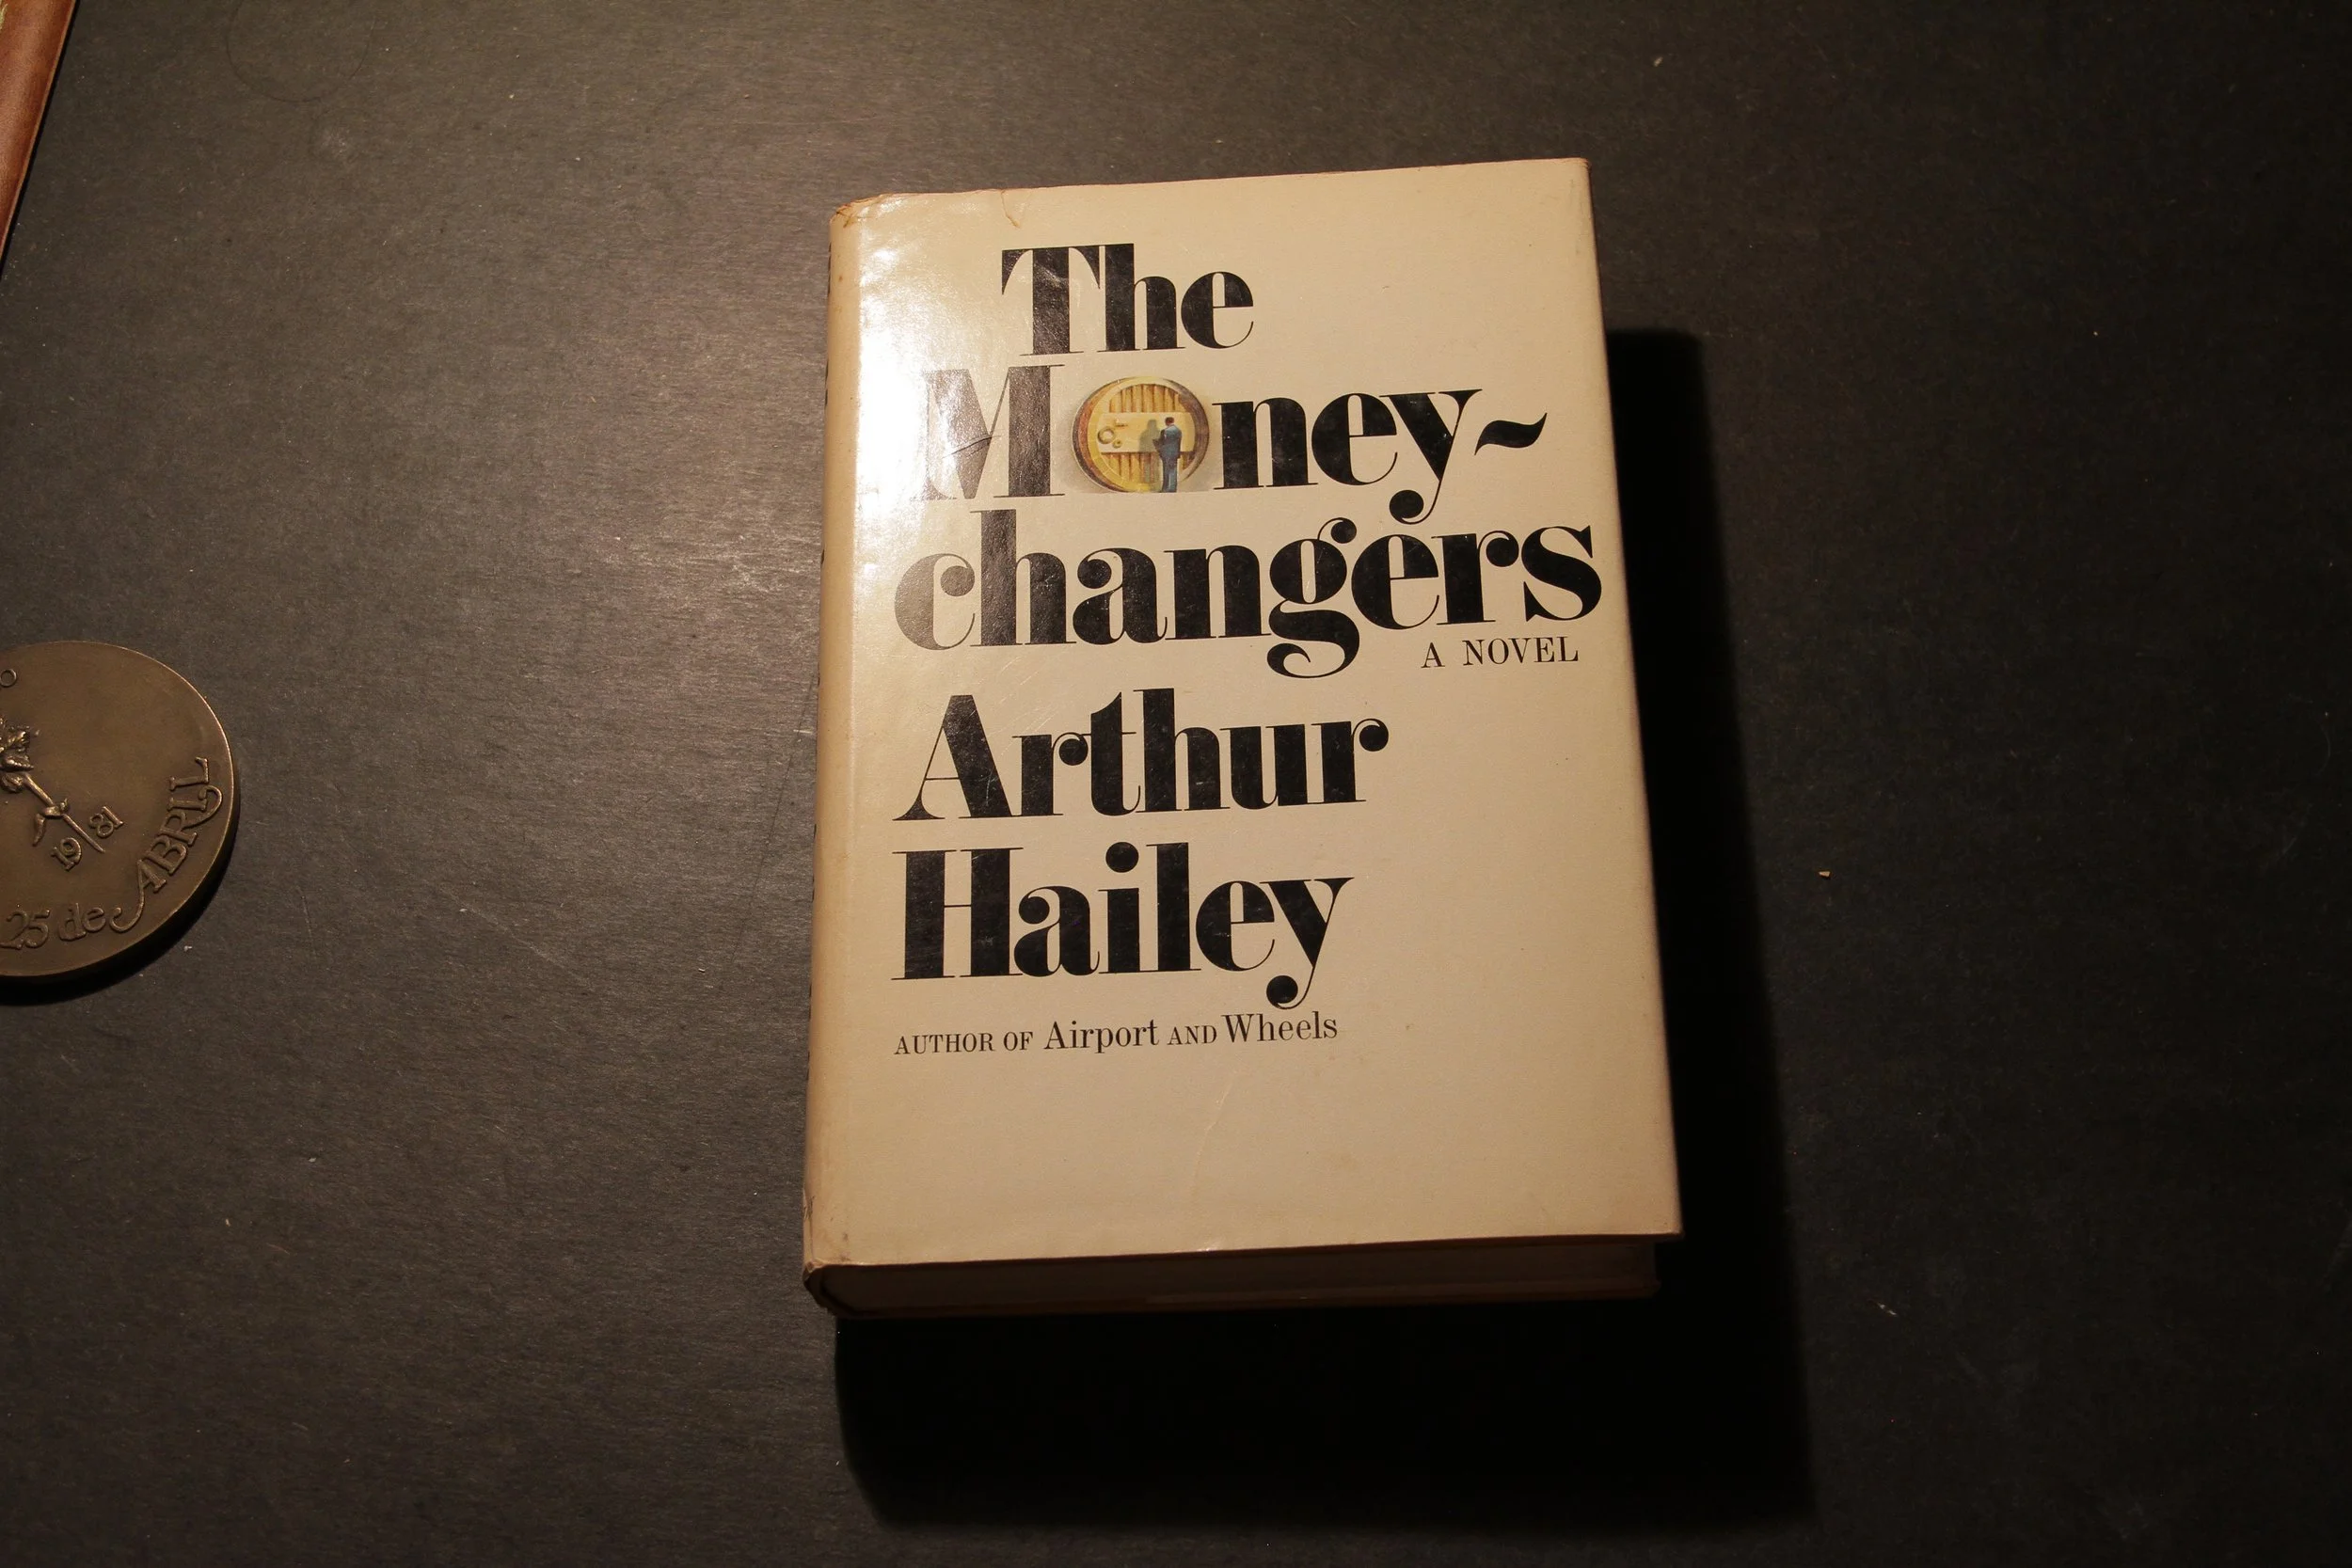 The
Money~
changers
A NOVEL
Arthur
Hailey
AUTHOR OF Airport AND Wheels
19 81
25 de ABRIL